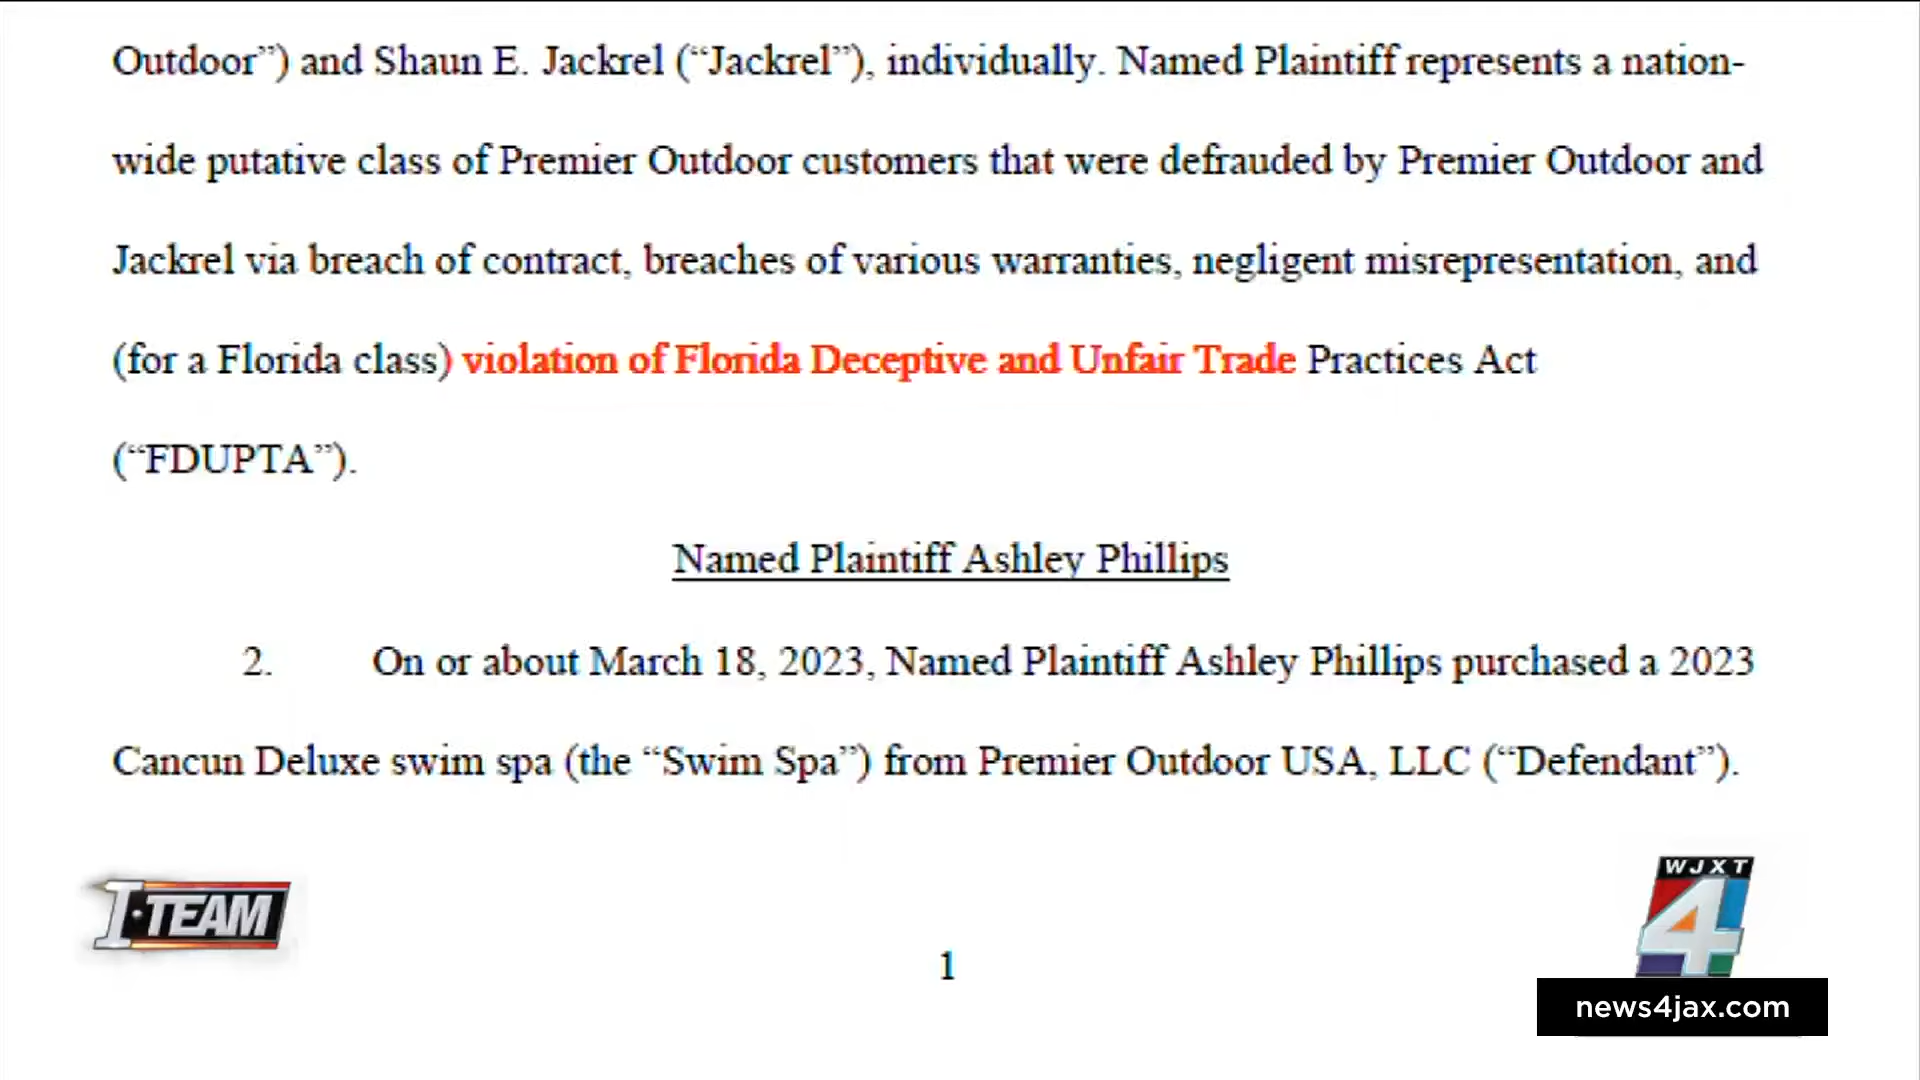 Outdoor”) and Shaun E. Jackrel (“Jackrel”), individually. Named Plaintiff represents a nation-
wide putative class of Premier Outdoor customers that were defrauded by Premier Outdoor and
Jackrel via breach of contract, breaches of various warranties, negligent misrepresentation, and
(for a Florida class) violation of Florida Deceptive and Unfair Trade Practices Act
(“FDUPTA”).
Named Plaintiff Ashley Phillips
2. On or about March 18, 2023, Named Plaintiff Ashley Phillips purchased a 2023
Cancun Deluxe swim spa (the “Swim Spa”) from Premier Outdoor USA, LLC (“Defendant”).
I-TEAM
1
WJXT
4
news4jax.com